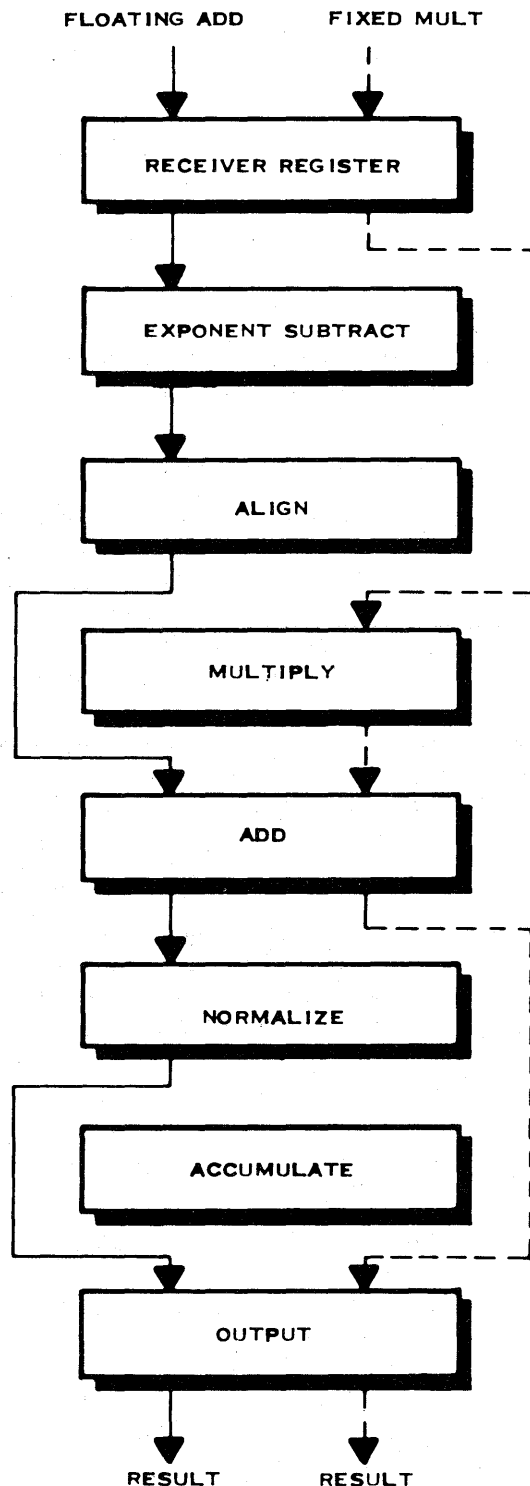 FLOATING ADD
FIXED MULT
RECEIVER REGISTER
EXPONENT SUBTRACT
ALIGN
MULTIPLY
ADD
NORMALIZE
ACCUMULATE
OUTPUT
RESULT
RESULT